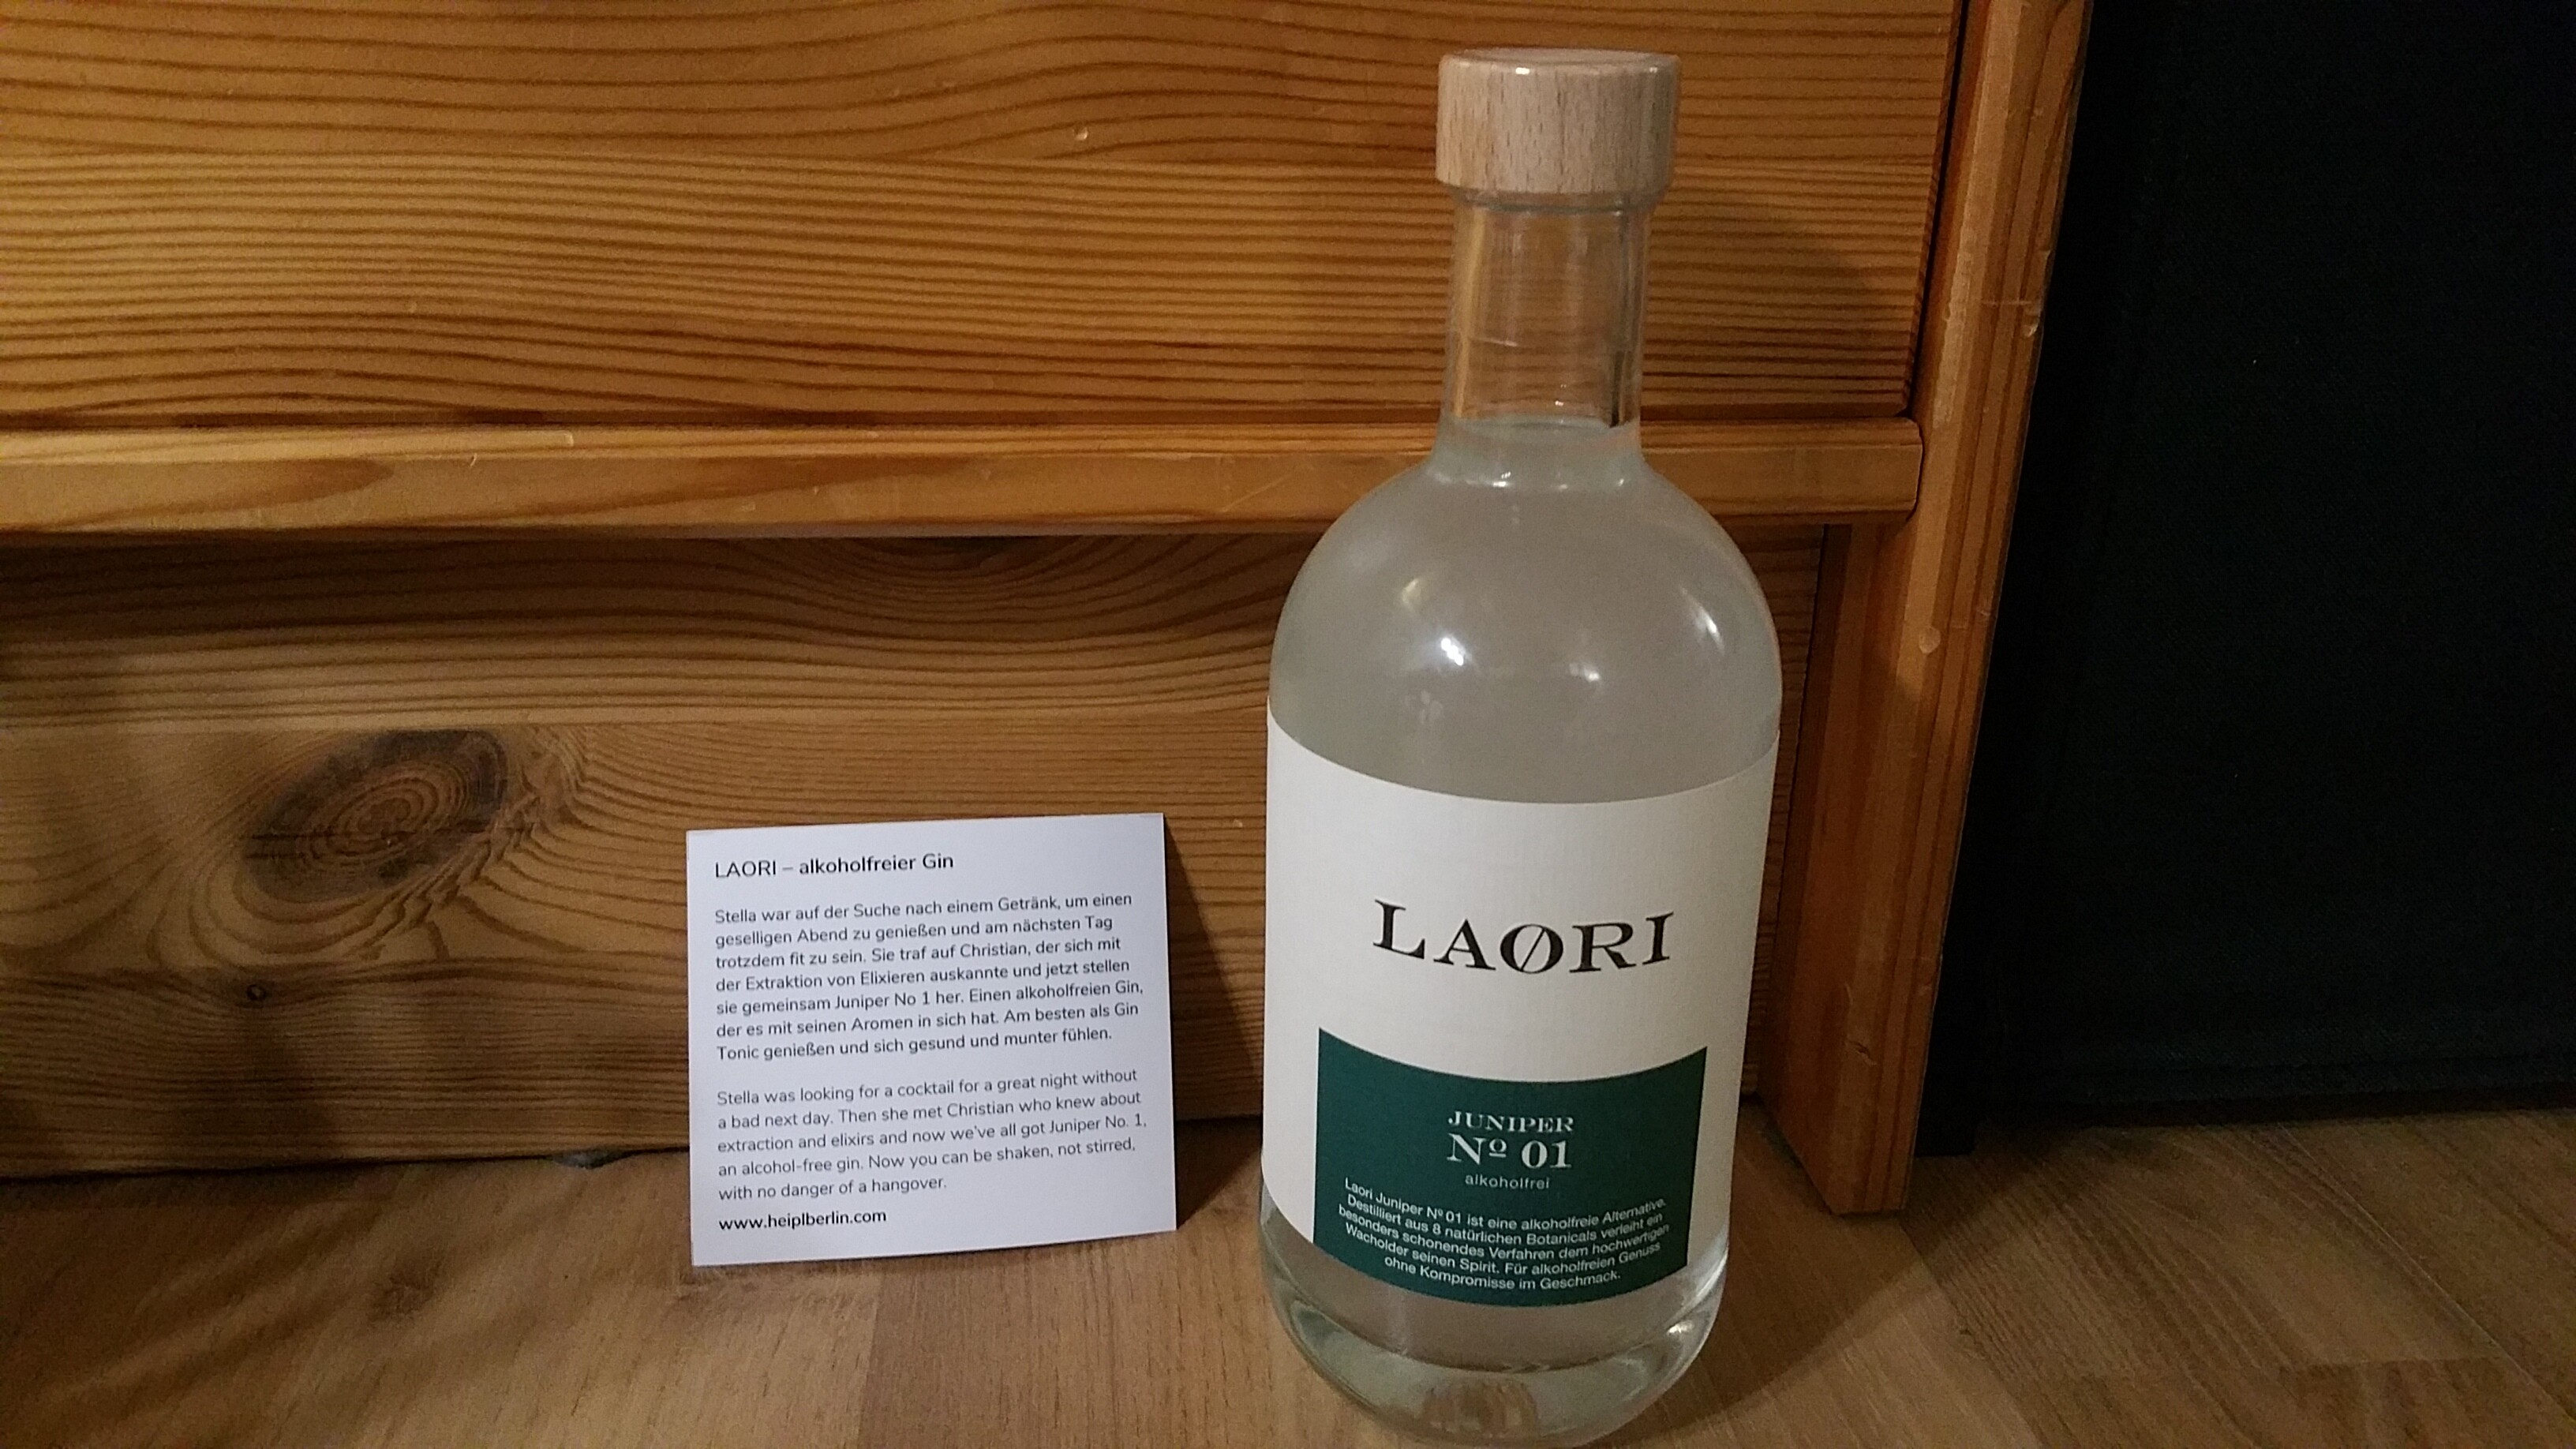 LAORI – alkoholfreier Gin
Stella war auf der Suche nach einem Getränk, um einen
geselligen Abend zu genießen und am nächsten Tag
trotzdem fit zu sein. Sie traf auf Christian, der sich mit
der Extraktion von Elixieren auskannte und jetzt stellen
sie gemeinsam Juniper No 1 her. Einen alkoholfreien Gin,
der es mit seinen Aromen in sich hat. Am besten als Gin
Tonic genießen und sich gesund und munter fühlen.
Stella was looking for a cocktail for a great night without
a bad next day. Then she met Christian who knew about
extraction and elixirs and now we've all got Juniper No. 1,
an alcohol-free gin. Now you can be shaken, not stirred,
with no danger of a hangover.
www.heiplberlin.com
LAØRI
JUNIPER
Nº 01
alkoholfrei
Laori Juniper Nº 01 ist eine alkoholfreie Alternative.
Destilliert aus 8 natürlichen Botanicals verleiht ein
besonders schonendes Verfahren dem hochwertigen
Wacholder seinen Spirit. Für alkoholfreien Genuss
ohne Kompromisse im Geschmack.